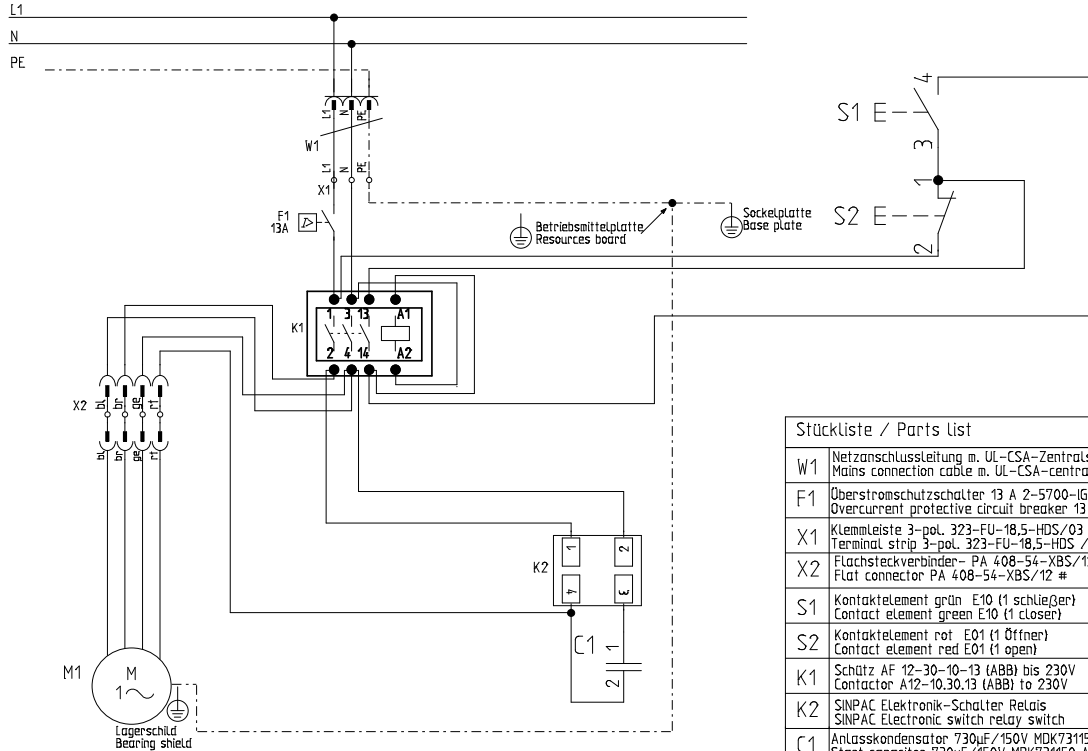 L1
N
PE
L1 N PE
W1
L1 N PE
X1
F1
13A
Betriebsmittelplatte
Resources board
Sockelplatte
Base plate
S1 E
4
3
S2 E
1
2
K1
1 3 13 A1
2 4 14 A2
X2
bl br ge rt
bl br ge rt
K2
1 2
4 3
C1
1
2
M1
M
1~
Lagerschild
Bearing shield
Stückliste / Parts list
W1
Netzanschlussleitung m. UL-CSA-Zentrals
Mains connection cable m. UL-CSA-centra
F1
Überstromschutzschalter 13 A 2-5700-IG
Overcurrent protective circuit breaker 13
X1
Klemmleiste 3-pol. 323-FU-18,5-HDS/03
Terminal strip 3-pol. 323-FU-18,5-HDS /
X2
Flachsteckverbinder- PA 408-54-XBS/12
Flat connector PA 408-54-XBS/12 #
S1
Kontaktelement grün E10 (1 schließer)
Contact element green E10 (1 closer)
S2
Kontaktelement rot E01 (1 Öffner)
Contact element red E01 (1 open)
K1
Schütz AF 12-30-10-13 (ABB) bis 230V
Contactor A12-10.30.13 (ABB) to 230V
K2
SINPAC Elektronik-Schalter Relais
SINPAC Electronic switch relay switch
C1
Anlasskondensator 730µF/150V MDK73115